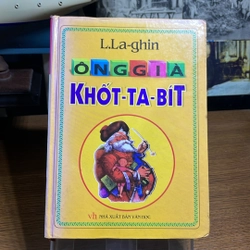 L.La-ghin
ÔNG GIÀ
KHỐT-TA-BÍT
NHÀ XUẤT BẢN VĂN HỌC